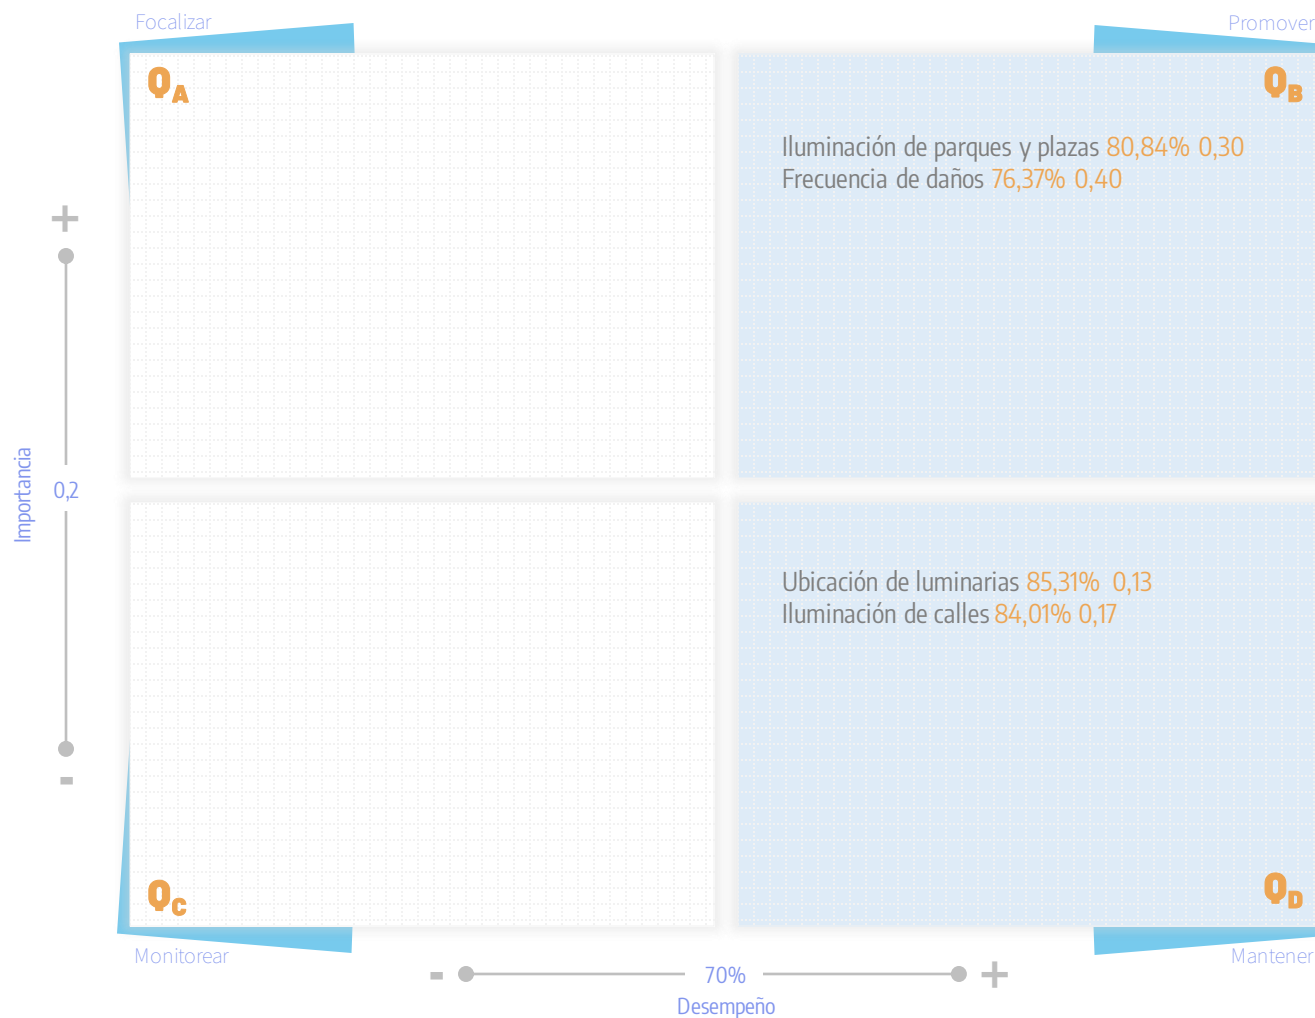 Focalizar
Promover
QA
QB
Iluminación de parques y plazas 80,84% 0,30
Frecuencia de daños 76,37% 0,40
+
Importancia
0,2
Ubicación de luminarias 85,31% 0,13
Iluminación de calles 84,01% 0,17
-
QC
QD
Monitorear
Mantener
- 70% +
Desempeño